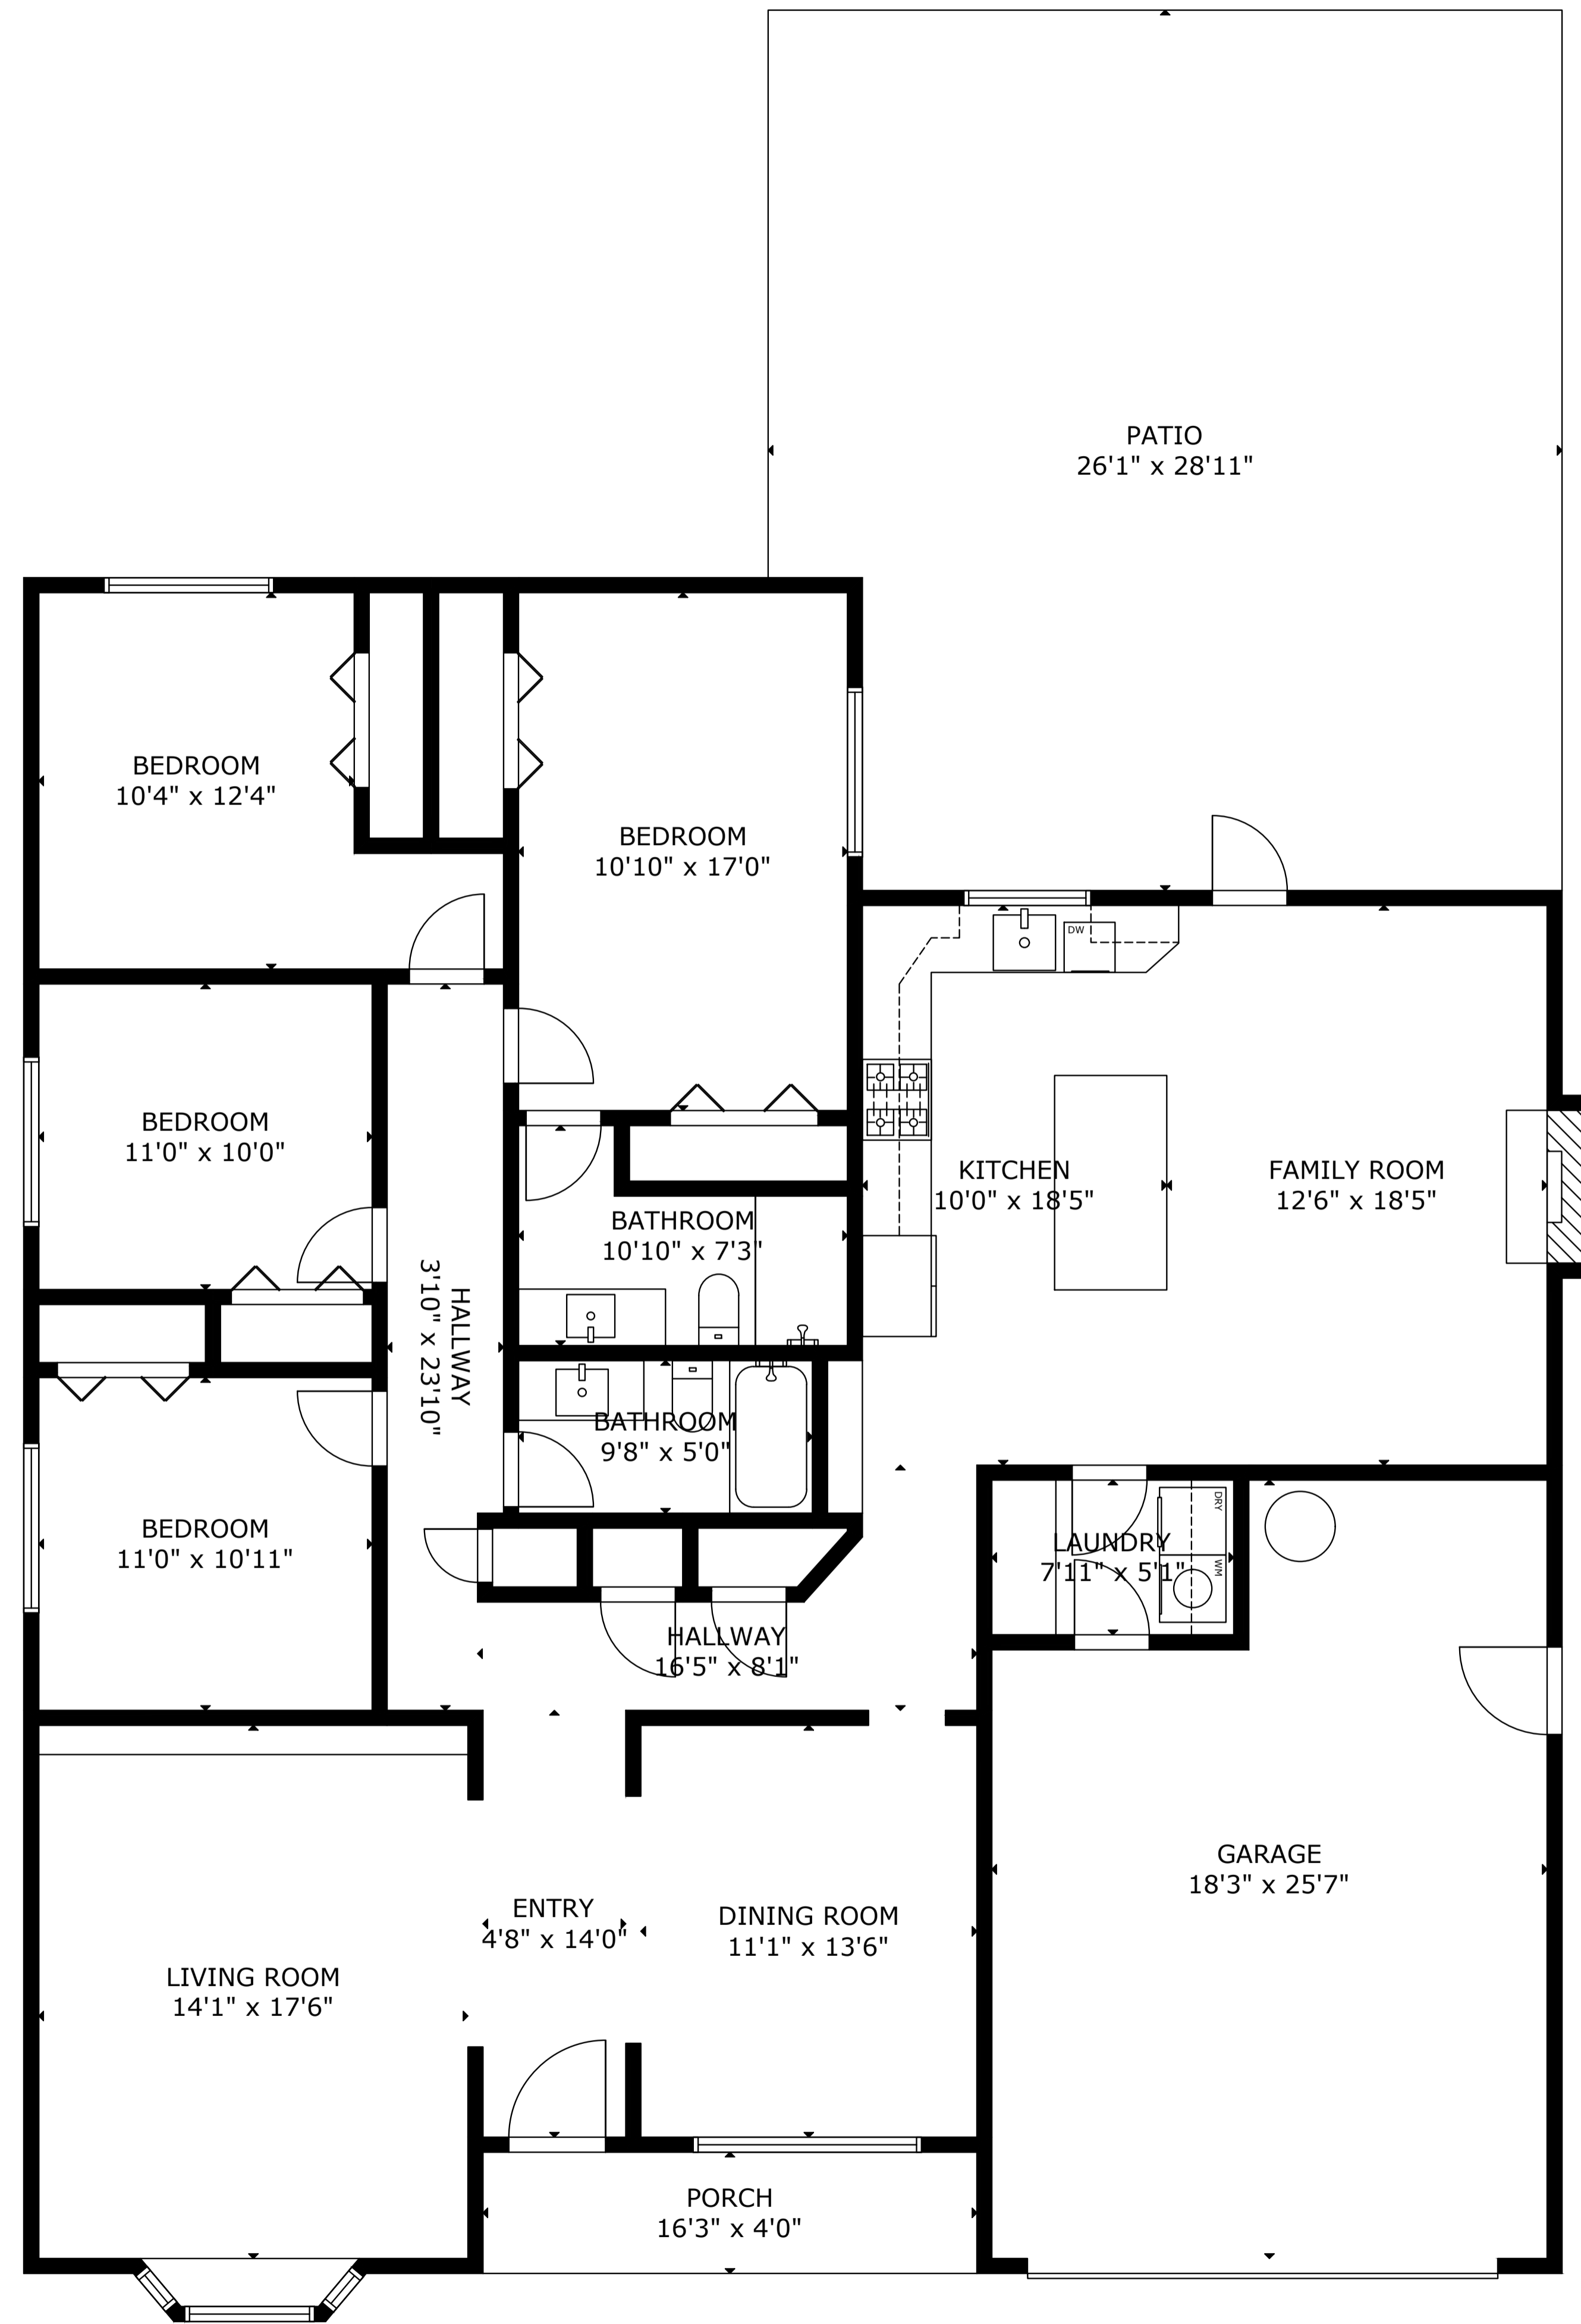 PATIO
26'1" x 28'11"
BEDROOM
10'4" x 12'4"
BEDROOM
10'10" x 17'0"
DW
BEDROOM
11'0" x 10'0"
KITCHEN
10'0" x 18'5"
FAMILY ROOM
12'6" x 18'5"
BATHROOM
10'10" x 7'3"
HALLWAY
3'10" x 23'10"
BATHROOM
9'8" x 5'0"
DRY
BEDROOM
11'0" x 10'11"
LAUNDRY
7'11" x 5'1"
WM
HALLWAY
16'5" x 8'1"
GARAGE
18'3" x 25'7"
ENTRY
4'8" x 14'0"
DINING ROOM
11'1" x 13'6"
LIVING ROOM
14'1" x 17'6"
PORCH
16'3" x 4'0"